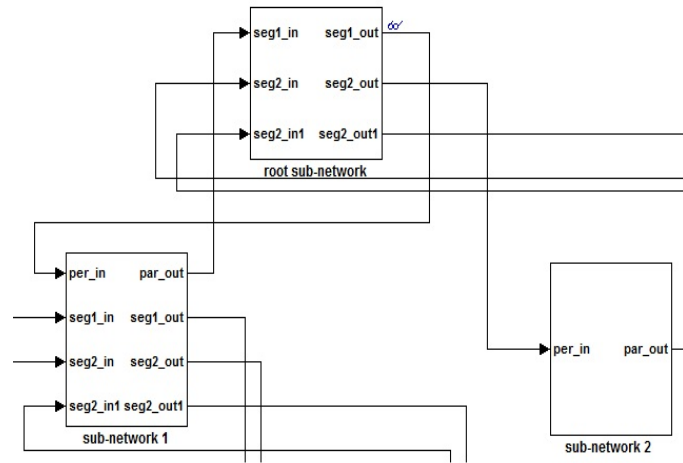 seg1_in seg1_out
seg2_in seg2_out
seg2_in1 seg2_out1
root sub-network
per_in par_out
seg1_in seg1_out
seg2_in seg2_out
seg2_in1 seg2_out1
sub-network 1
per_in par_out
sub-network 2